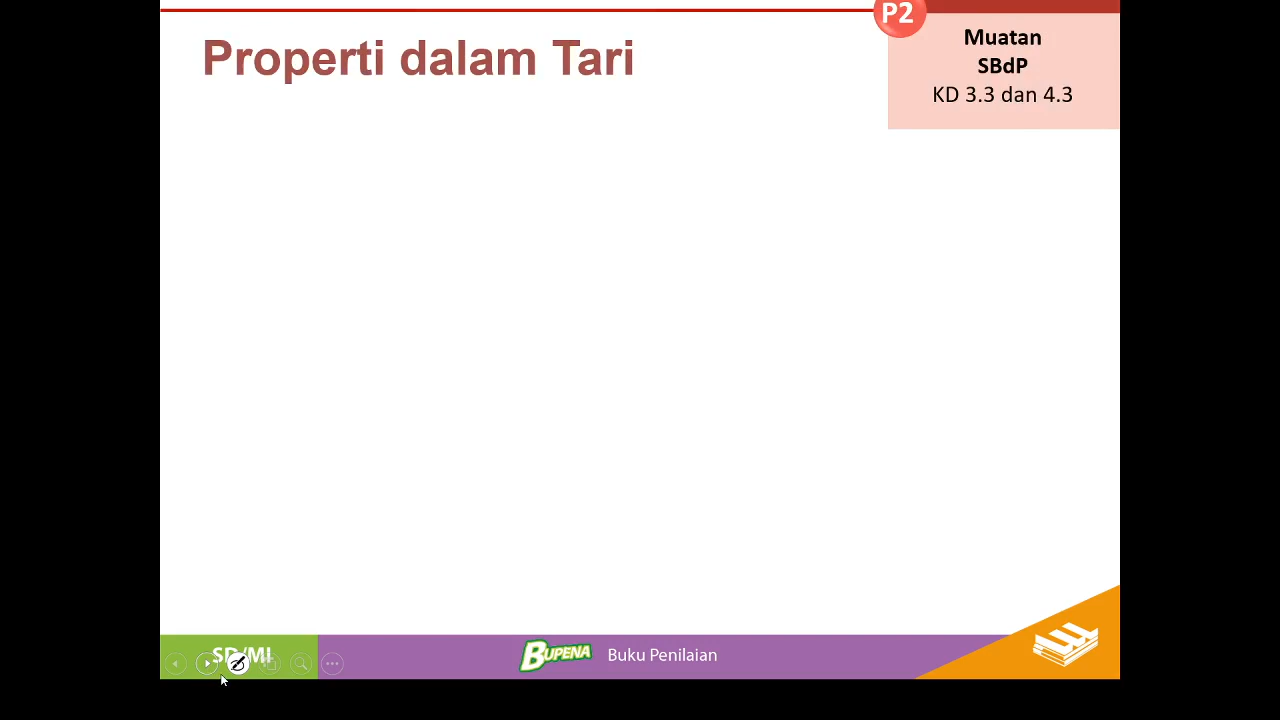 P2
Properti dalam Tari
Muatan
SBdP
KD 3.3 dan 4.3
SD/MI
BUPENA
Buku Penilaian